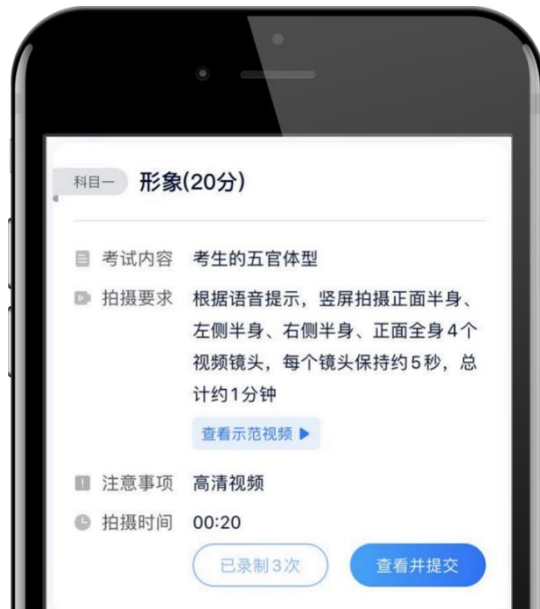 科目一 形象(20分)
考试内容 考生的五官体型
拍摄要求 根据语音提示，竖屏拍摄正面半身、
左侧半身、右侧半身、正面全身4个
视频镜头，每个镜头保持约5秒，总
计约1分钟
查看示范视频
注意事项 高清视频
拍摄时间 00:20
已录制3次 查看并提交